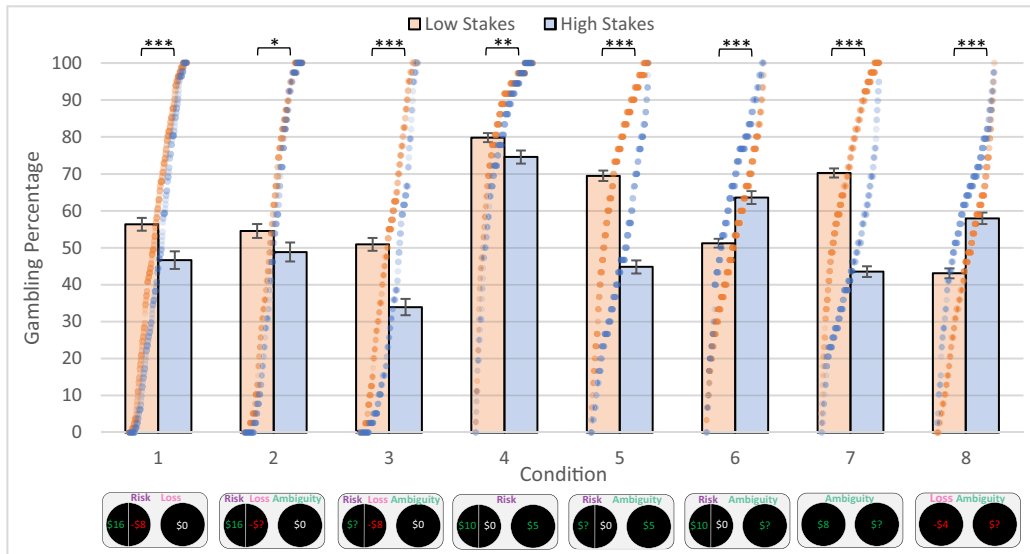 Low Stakes High Stakes
*** * *** ** *** *** *** ***
Gambling Percentage
100
90
80
70
60
50
40
30
20
10
0
1 2 3 4 5 6 7 8
Condition
Risk Loss
$16 -$8 $0
Risk Loss Ambiguity
$16 -$? $0
Risk Loss Ambiguity
$? -$8 $0
Risk
$10 $0 $5
Risk Ambiguity
$? $0 $5
Risk Ambiguity
$10 $0 $?
Ambiguity
$8 $?
Loss Ambiguity
-$4 $?